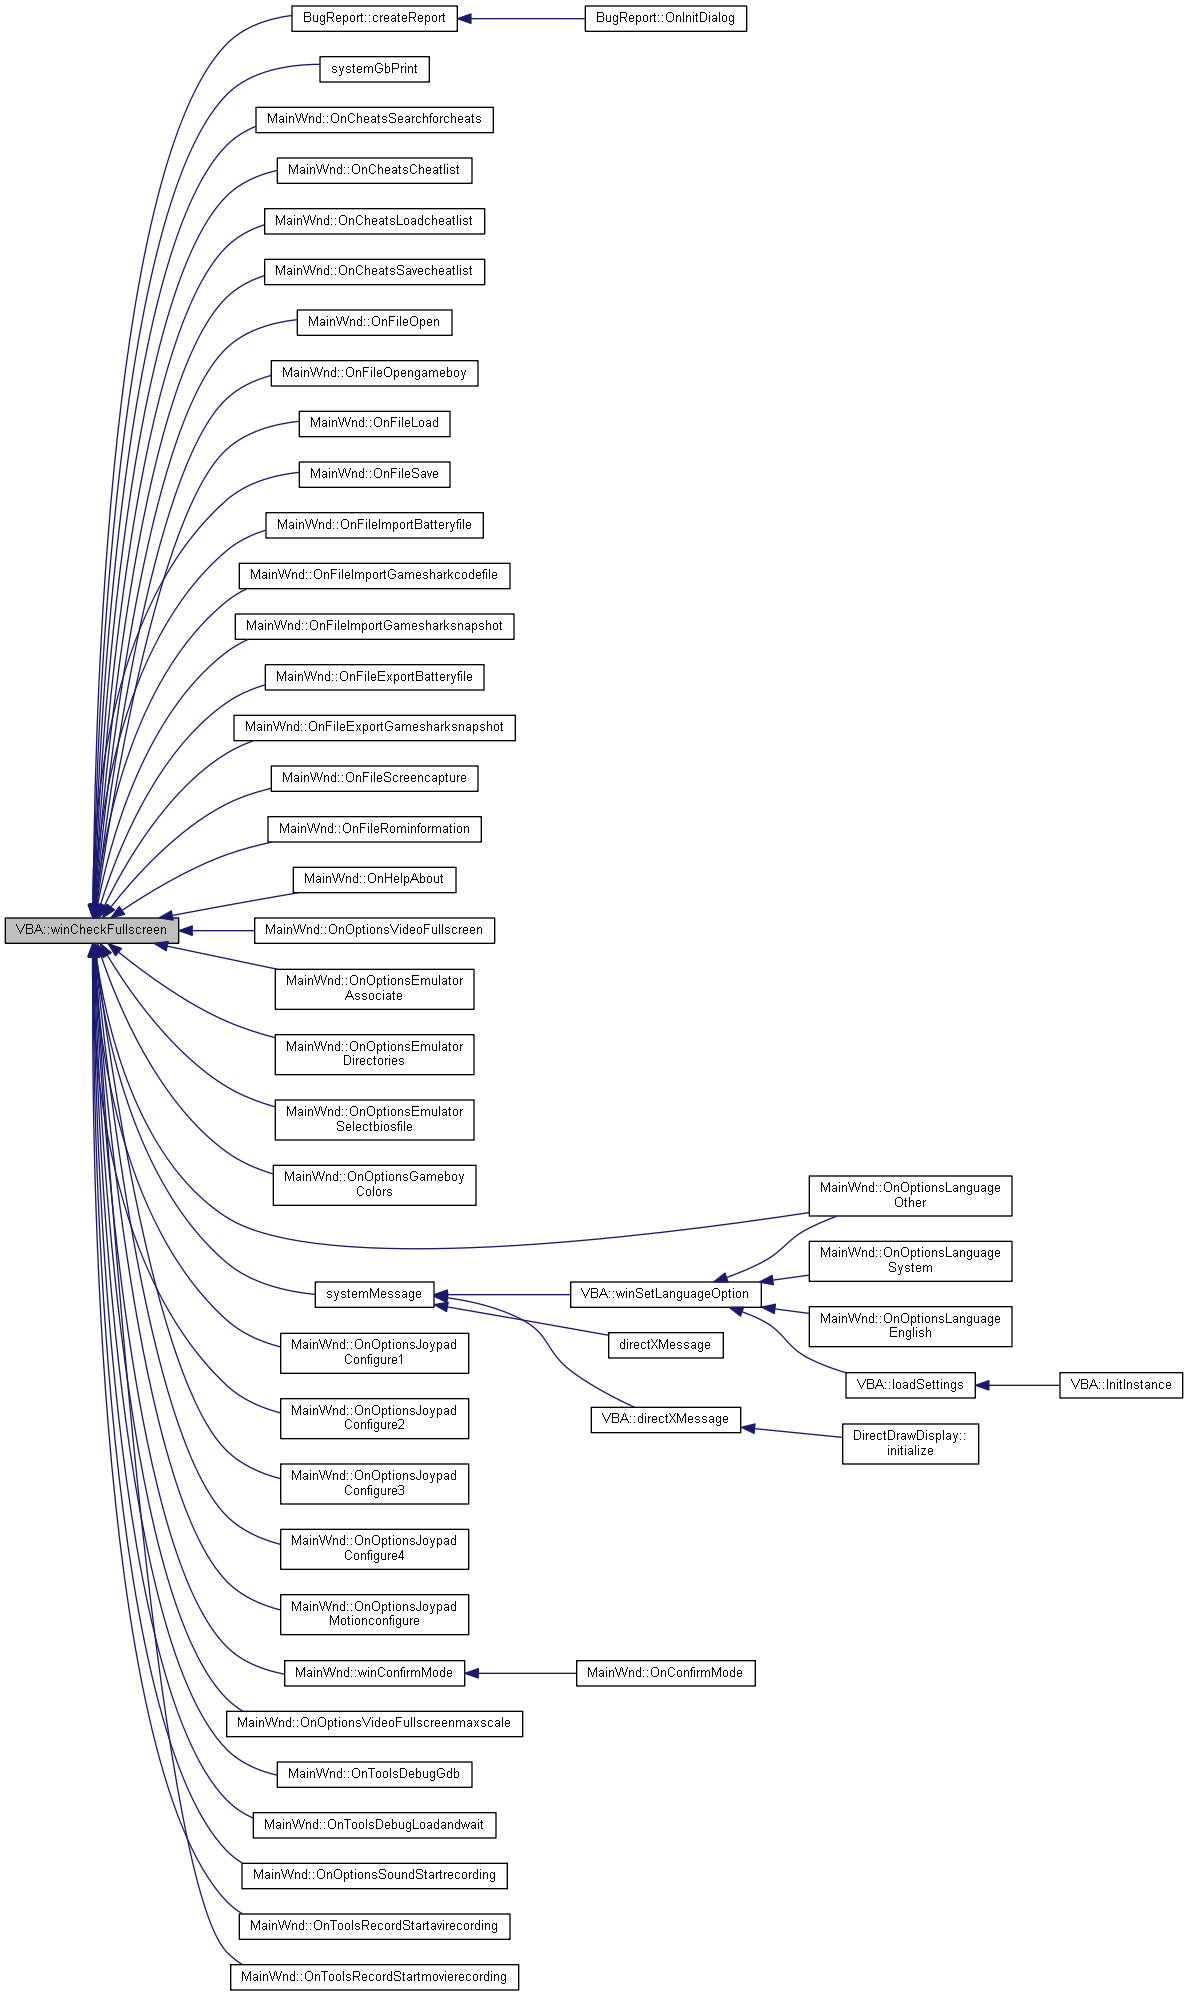 BugReport::createReport
BugReport::OnInitDialog
systemGbPrint
MainWnd::OnCheatsSearchforcheats
MainWnd::OnCheatsCheatlist
MainWnd::OnCheatsLoadcheatlist
MainWnd::OnCheatsSavecheatlist
MainWnd::OnFileOpen
MainWnd::OnFileOpengameboy
MainWnd::OnFileLoad
MainWnd::OnFileSave
MainWnd::OnFileImportBatteryfile
MainWnd::OnFileImportGamesharkcodefile
MainWnd::OnFileImportGamesharksnapshot
MainWnd::OnFileExportBatteryfile
MainWnd::OnFileExportGamesharksnapshot
MainWnd::OnFileScreencapture
MainWnd::OnFileRominformation
MainWnd::OnHelpAbout
VBA::winCheckFullscreen
MainWnd::OnOptionsVideoFullscreen
MainWnd::OnOptionsEmulator
Associate
MainWnd::OnOptionsEmulator
Directories
MainWnd::OnOptionsEmulator
Selectbiosfile
MainWnd::OnOptionsGameboy
Colors
MainWnd::OnOptionsLanguage
Other
MainWnd::OnOptionsLanguage
System
systemMessage
VBA::winSetLanguageOption
MainWnd::OnOptionsLanguage
English
directXMessage
MainWnd::OnOptionsJoypad
Configure1
VBA::loadSettings
VBA::InitInstance
VBA::directXMessage
MainWnd::OnOptionsJoypad
Configure2
DirectDrawDisplay::
initialize
MainWnd::OnOptionsJoypad
Configure3
MainWnd::OnOptionsJoypad
Configure4
MainWnd::OnOptionsJoypad
Motionconfigure
MainWnd::winConfirmMode
MainWnd::OnConfirmMode
MainWnd::OnOptionsVideoFullscreenmaxscale
MainWnd::OnToolsDebugGdb
MainWnd::OnToolsDebugLoadandwait
MainWnd::OnOptionsSoundStartrecording
MainWnd::OnToolsRecordStartavirecording
MainWnd::OnToolsRecordStartmovierecording